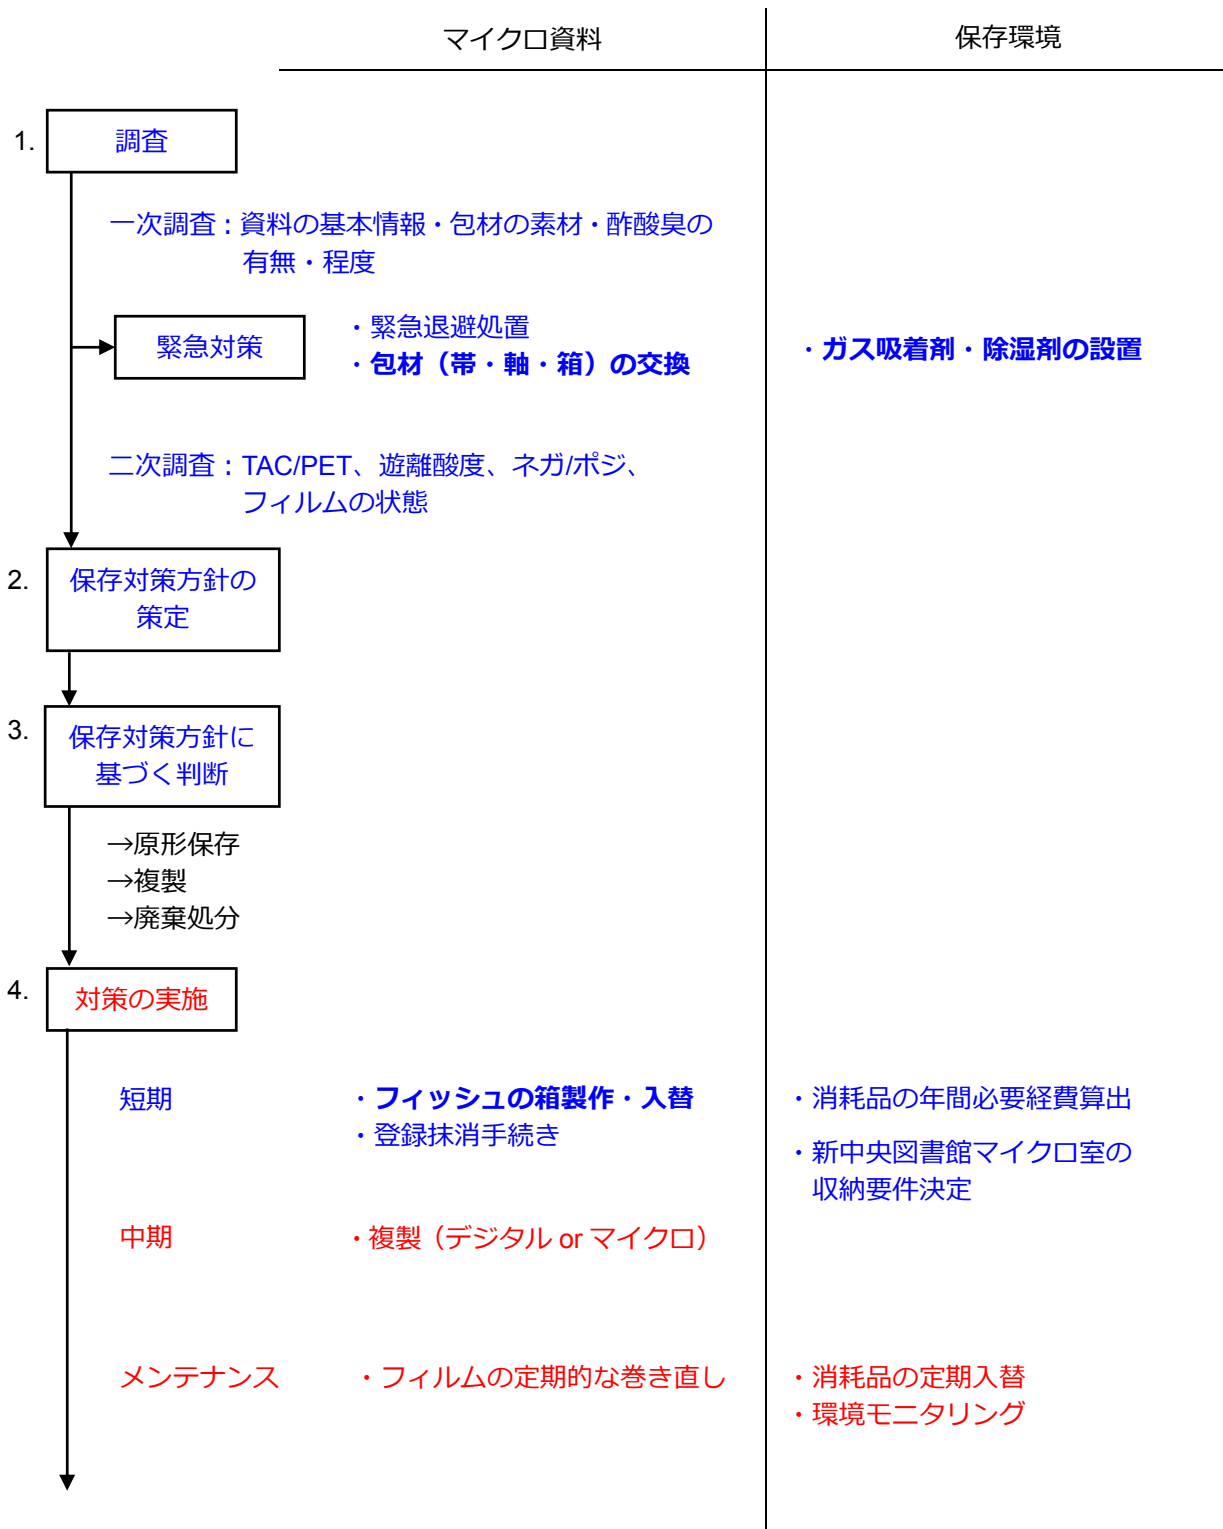 マイクロ資料
保存環境
1.
調査
一次調査：資料の基本情報・包材の素材・酢酸臭の
有無・程度
緊急対策
・緊急退避処置
・包材（帯・軸・箱）の交換
・ガス吸着剤・除湿剤の設置
二次調査：TAC/PET、遊離酸度、ネガ/ポジ、
フィルムの状態
2.
保存対策方針の
策定
3.
保存対策方針に
基づく判断
→原形保存
→複製
→廃棄処分
4.
対策の実施
短期
・フィッシュの箱製作・入替
・登録抹消手続き
・消耗品の年間必要経費算出
・新中央図書館マイクロ室の
収納要件決定
中期
・複製（デジタル or マイクロ）
メンテナンス
・フィルムの定期的な巻き直し
・消耗品の定期入替
・環境モニタリング